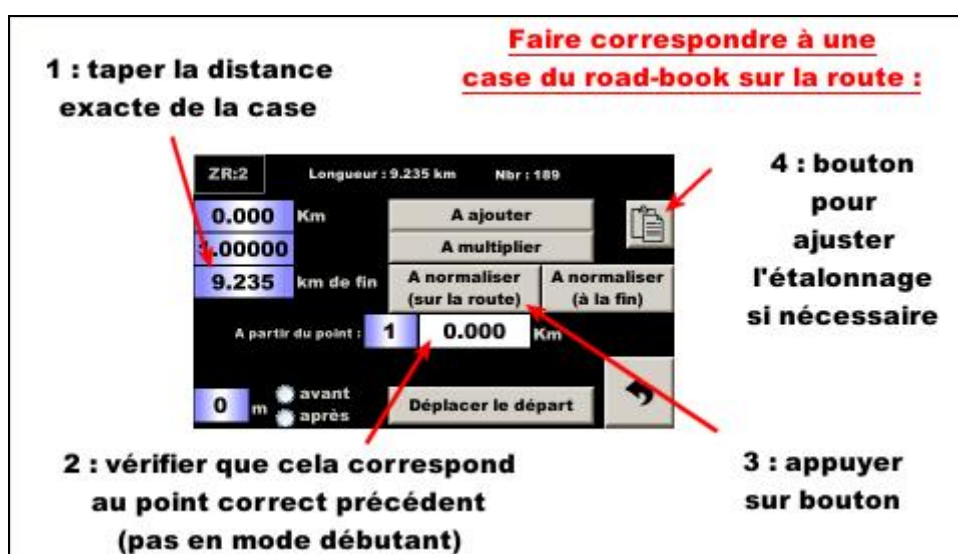 Faire correspondre à une
case du road-book sur la route :
1 : taper la distance
exacte de la case
ZR:2 Longueur : 9.235 km Nbr : 189
0.000 Km A ajouter
1.00000 A multiplier
9.235 km de fin A normaliser
(sur la route) A normaliser
(à la fin)
A partir du point : 1 0.000 Km
0 m avant
après
Déplacer le départ
4 : bouton
pour
ajuster
l'étalonnage
si nécessaire
2 : vérifier que cela correspond
au point correct précédent
(pas en mode débutant)
3 : appuyer
sur bouton